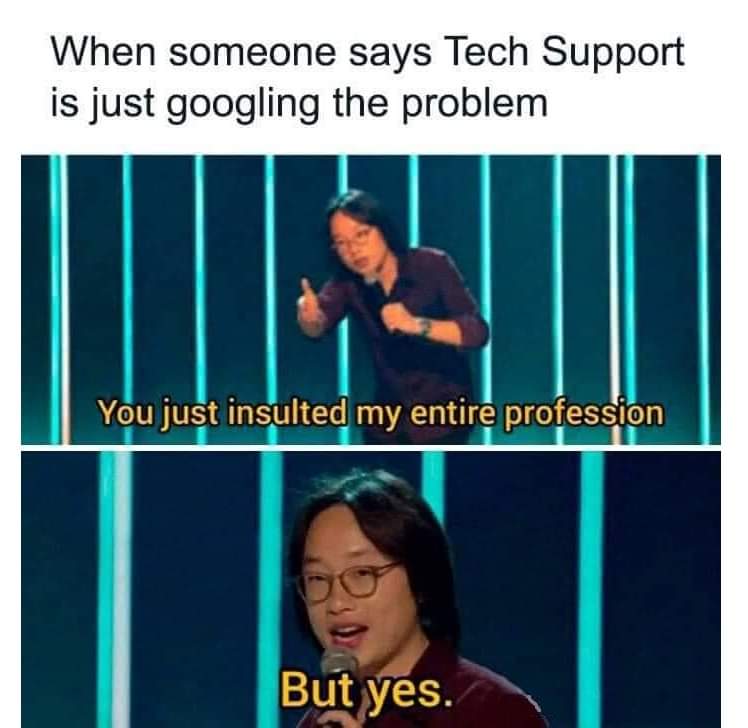 When someone says Tech Support
is just googling the problem
You just insulted my entire profession
But yes.